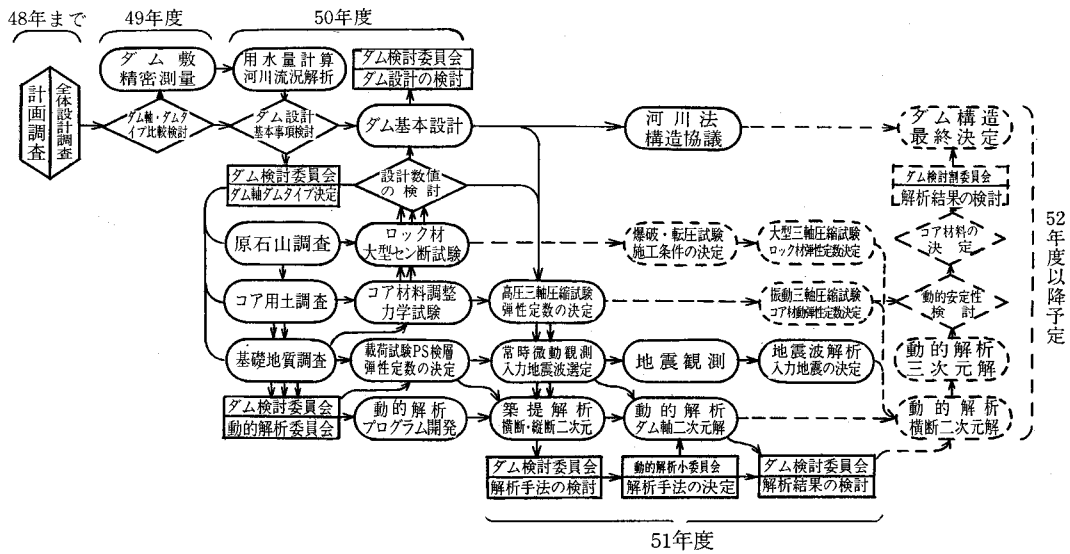 48年まで
49年度
50年度
計画調査
全体設計調査
ダム敷
精密測量
用水量計算
河川流況解析
ダム検討委員会
ダム設計の検討
ダム軸・ダムタ
イプ比較検討
ダム設計
基本事項検討
ダム基本設計
河川法
構造協議
ダム構造
最終決定
ダム検討委員会
ダム軸ダムタイプ決定
設計数値
の検討
ダム検討割委員会
解析結果の検討
原石山調査
ロック材
大型セン断試験
爆破・転圧試験
施工条件の決定
大型三軸圧縮試験
ロック材弾性定数決定
コア材料の
決定
コア用土調査
コア材料調整
力学試験
高圧三軸圧縮試験
弾性定数の決定
振動三軸圧縮試験
コア材動弾性定数決定
動的安定性
検討
基礎地質調査
載荷試験PS検層
弾性定数の決定
常時微動観測
入力地震波選定
地震観測
地震波解析
入力地震の決定
動的解析
三次元解
ダム検討委員会
動的解析委員会
動的解析
プログラム開発
築提解析
横断・縦断二次元
動的解析
ダム軸二次元解
動的解析
横断二次元解
ダム検討委員会
解析手法の検討
動的解析小委員会
解析手法の決定
ダム検討委員会
解析結果の検討
51年度
52年度以降予定